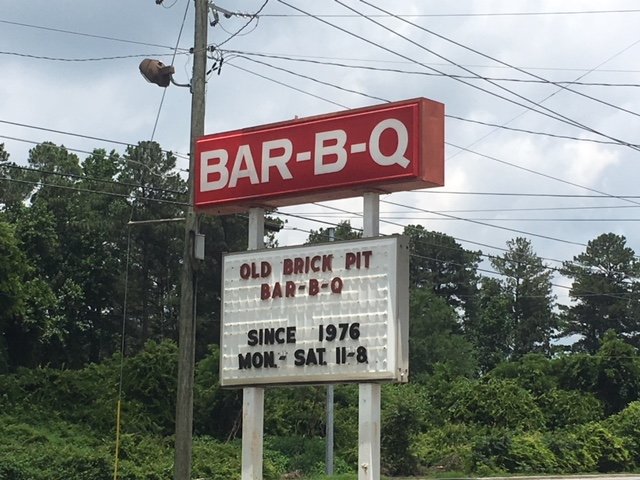 BAR-B-Q
OLD BRICK PIT
BAR-B-Q
SINCE 1976
MON.- SAT. 11-8